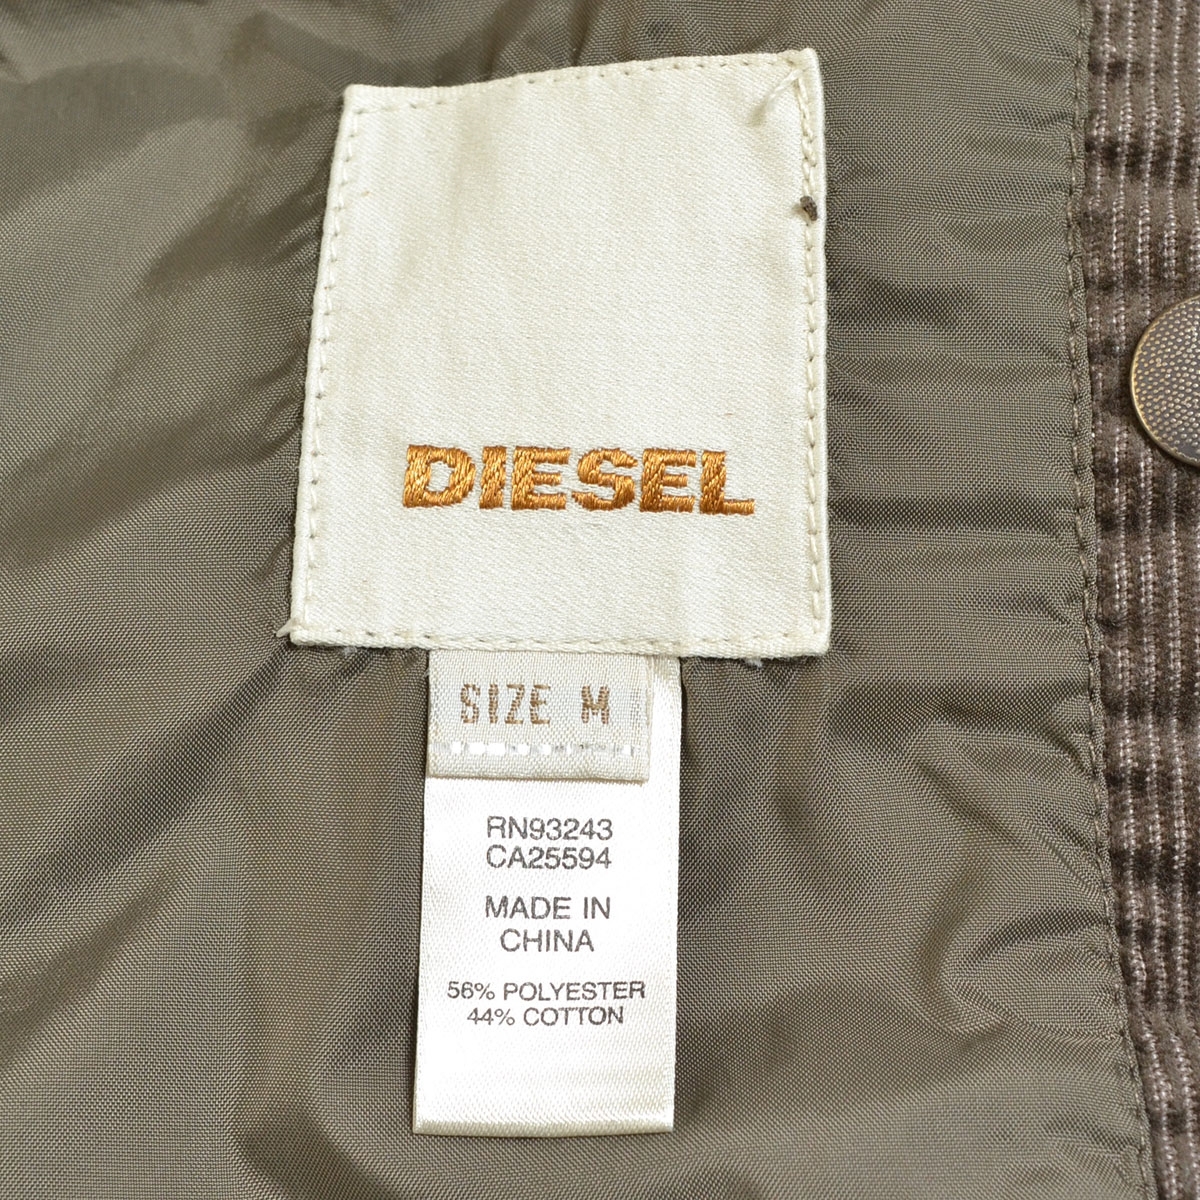 DIESEL
SIZE M
RN93243
CA25594
MADE IN
CHINA
56% POLYESTER
44% COTTON